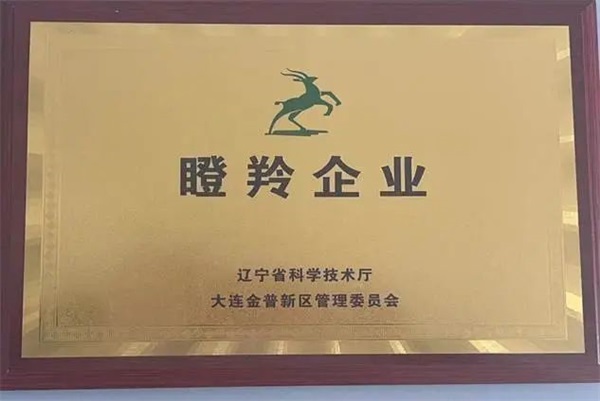 瞪羚企业
辽宁省科学技术厅
大连金普新区管理委员会